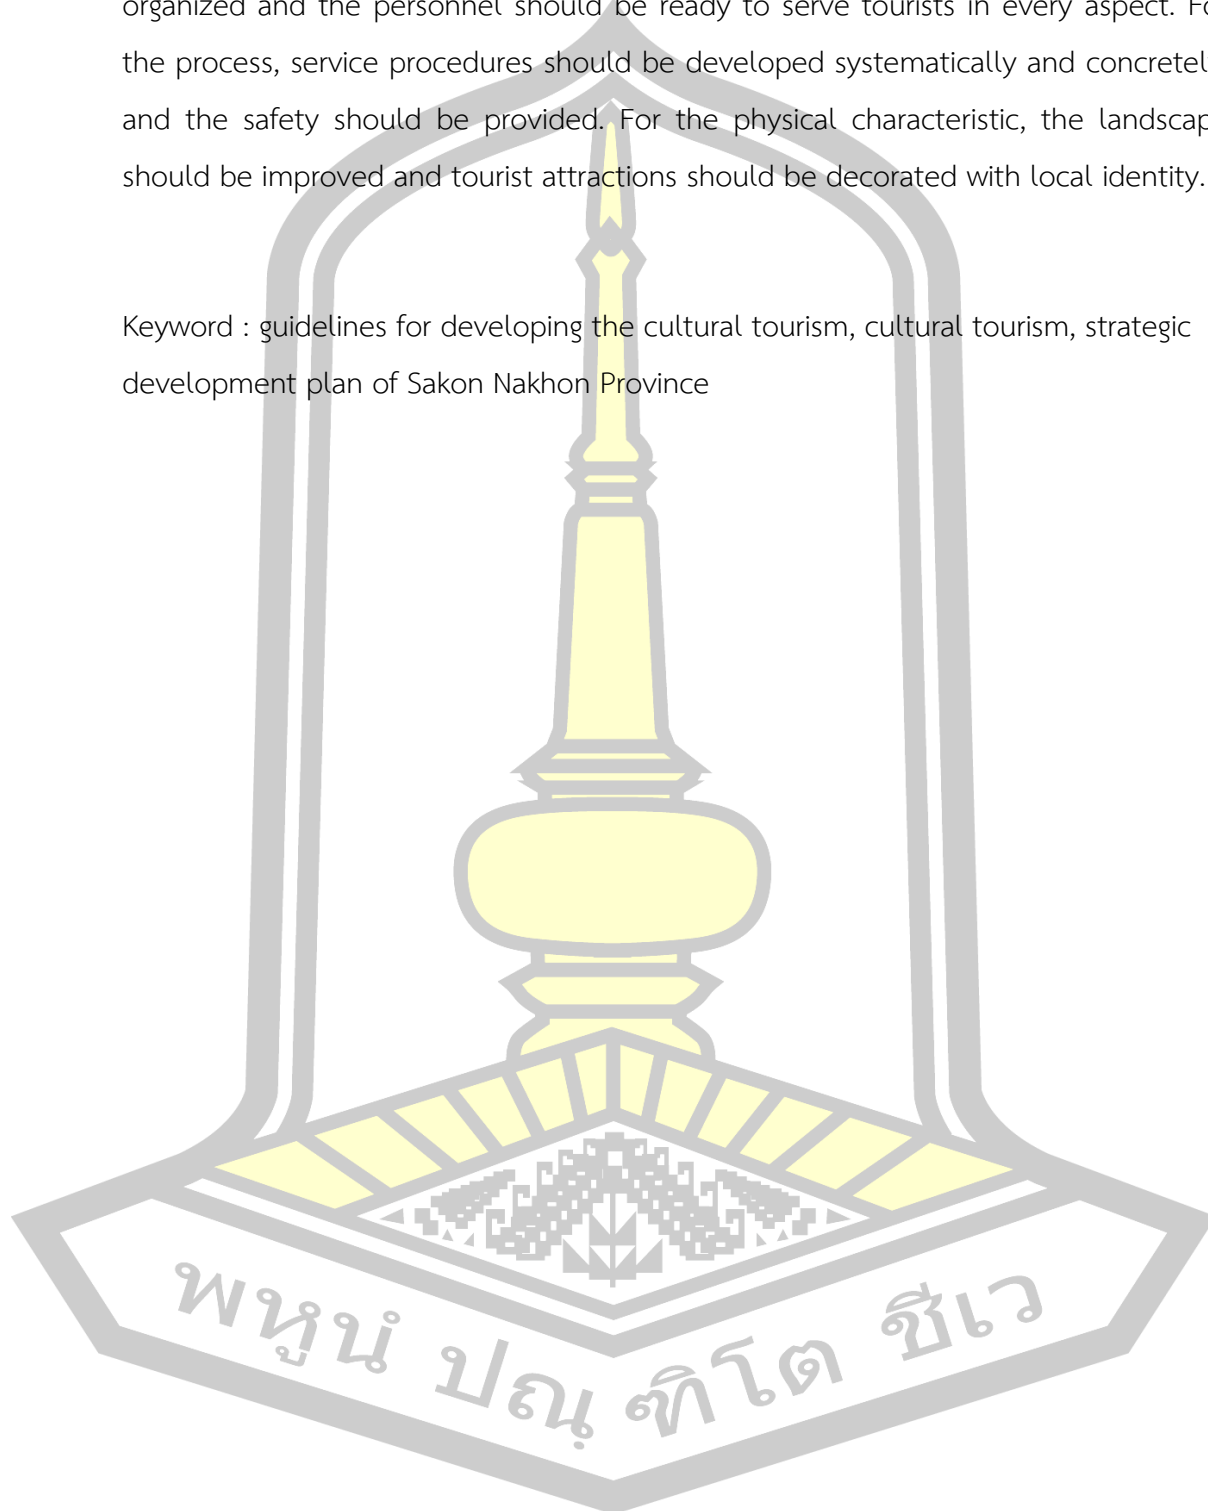 organized and the personnel should be ready to serve tourists in every aspect.
the process, service procedures should be developed systematically and
and the safety should be provided. For the physical characteristic, the
should be improved and tourist attractions should be decorated with local identity.
Keyword : guidelines for developing the cultural tourism, cultural tourism, strategic
development plan of Sakon Nakhon Province
พหูนํ ปณฺฑิโต ชีเว